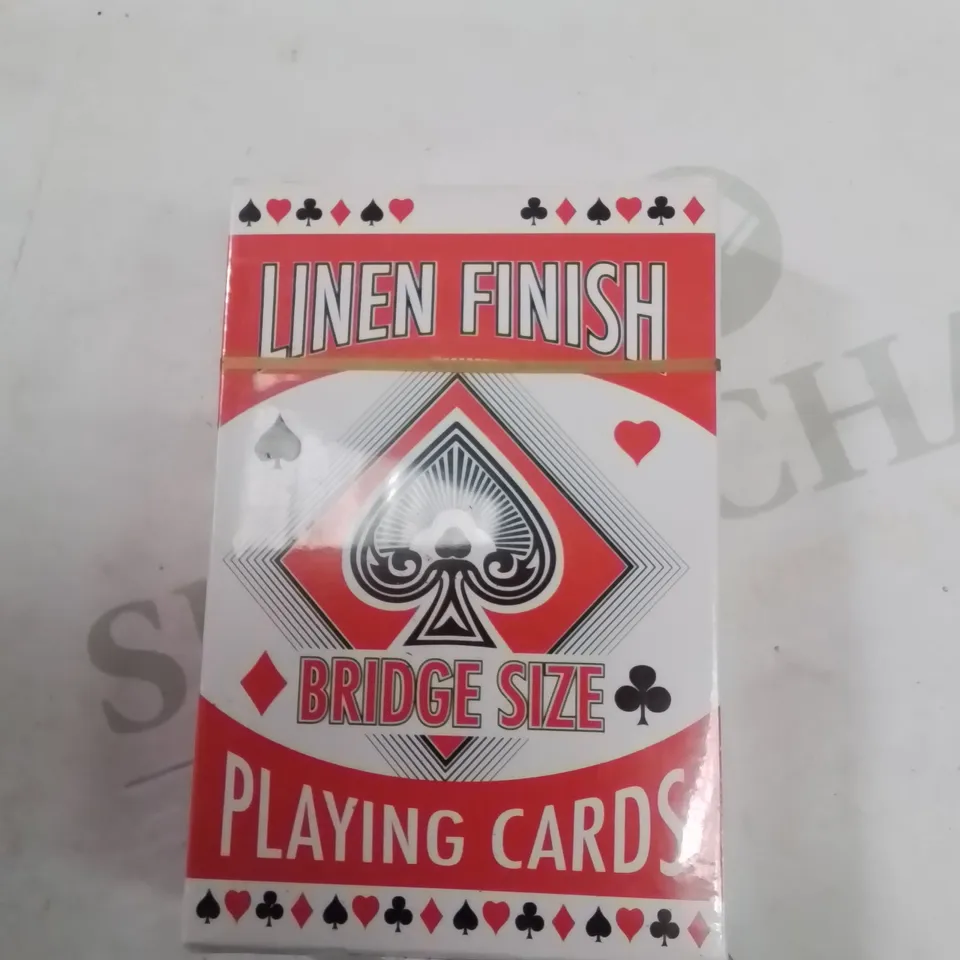 LINEN FINISH
BRIDGE SIZE
PLAYING CARDS